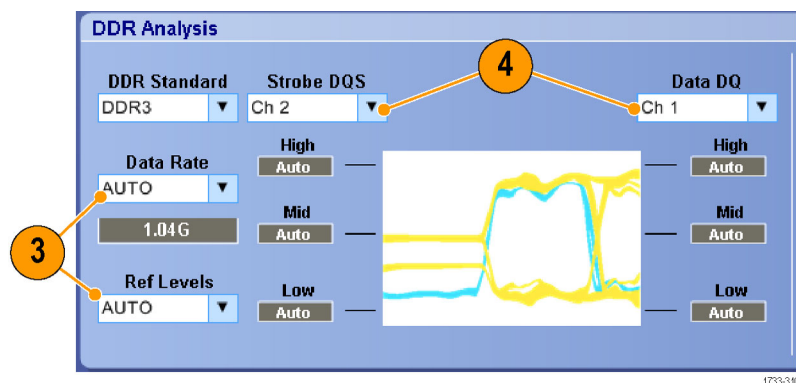 DDR Analysis
4
DDR Standard Strobe DQS Data DQ
DDR3 Ch 2 Ch 1
High High
Auto Auto
Data Rate
AUTO
Mid Mid
1.04G Auto Auto
3
Ref Levels Low Low
AUTO Auto Auto